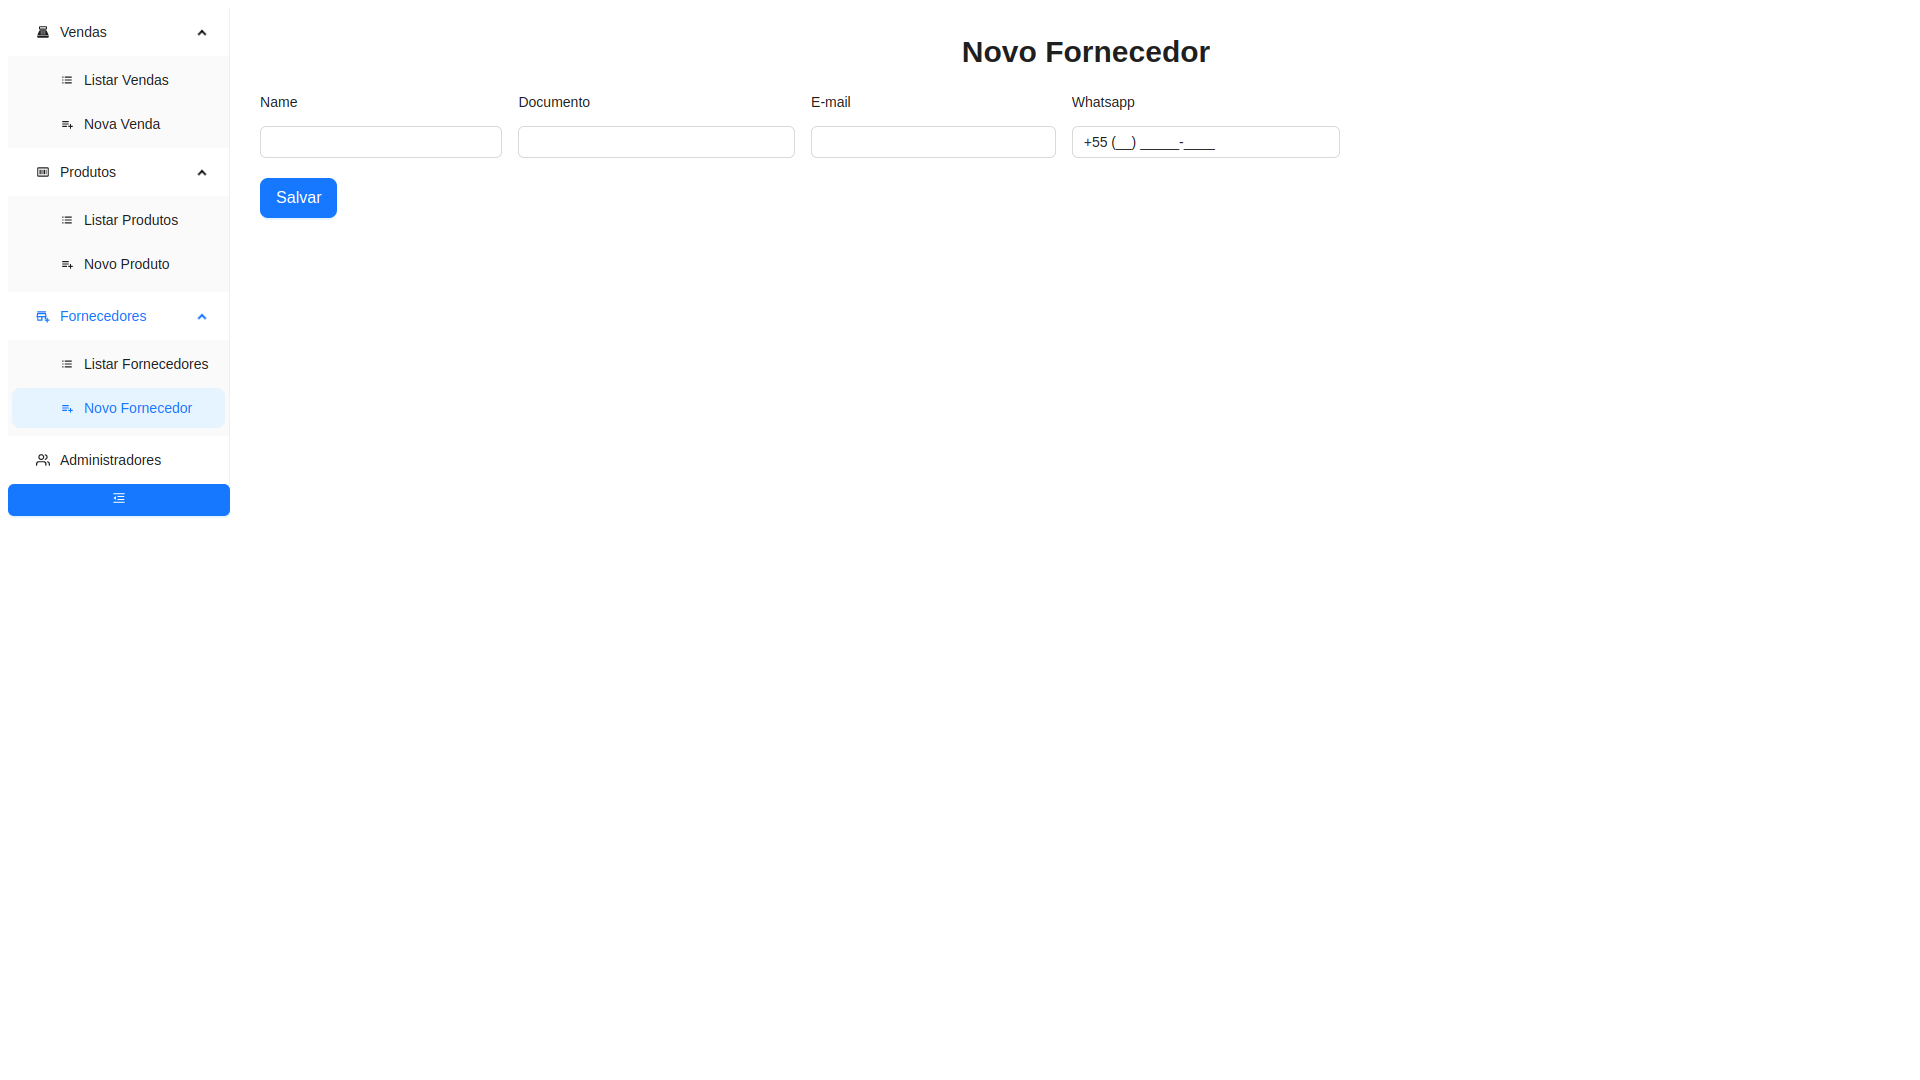 Vendas
Listar Vendas
Nova Venda
Produtos
Listar Produtos
Novo Produto
Fornecedores
Listar Fornecedores
Novo Fornecedor
Administradores
Novo Fornecedor
Name
Documento
E-mail
Whatsapp
+55 (__) _____-____
Salvar